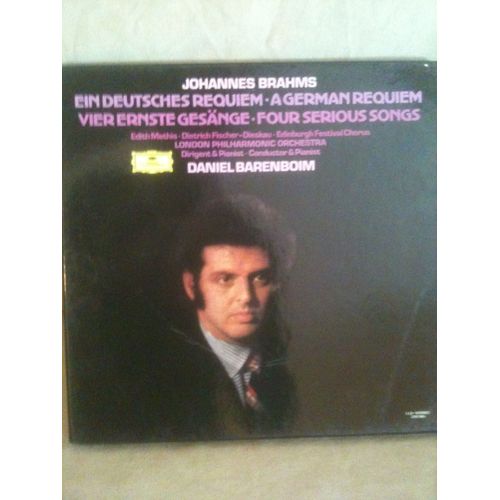 JOHANNES BRAHMS
EIN DEUTSCHES REQUIEM · A GERMAN REQUIEM
VIER ERNSTE GESÄNGE · FOUR SERIOUS SONGS
Edith Mathis · Dietrich Fischer-Dieskau · Edinburgh Festival Chorus
LONDON PHILHARMONIC ORCHESTRA
Dirigent & Pianist · Conductor & Pianist
DANIEL BARENBOIM